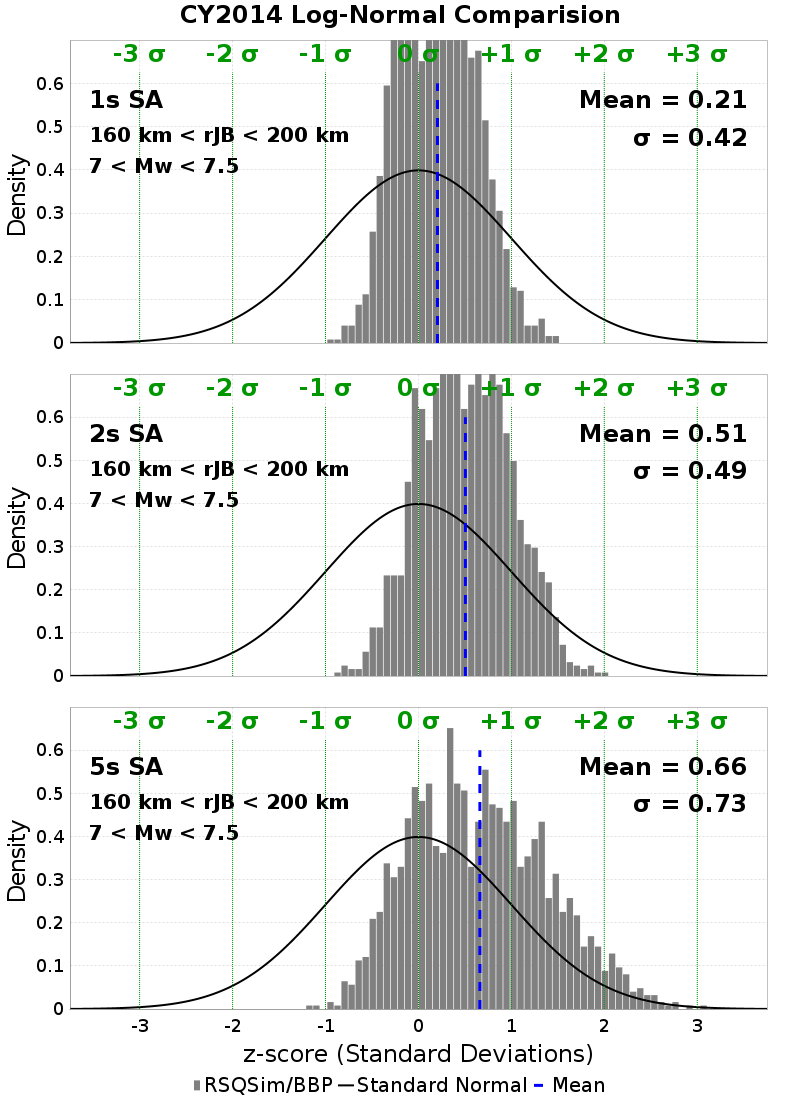 CY2014 Log-Normal Comparision
-3 σ -2 σ -1 σ 0 σ +1 σ +2 σ +3 σ
1s SA
160 km < rJB < 200 km
7 < Mw < 7.5
Mean = 0.21
σ = 0.42
0.6
0.5
0.4
0.3
0.2
0.1
0
Density
-3 σ -2 σ -1 σ 0 σ +1 σ +2 σ +3 σ
2s SA
160 km < rJB < 200 km
7 < Mw < 7.5
Mean = 0.51
σ = 0.49
0.6
0.5
0.4
0.3
0.2
0.1
0
Density
-3 σ -2 σ -1 σ 0 σ +1 σ +2 σ +3 σ
5s SA
160 km < rJB < 200 km
7 < Mw < 7.5
Mean = 0.66
σ = 0.73
0.6
0.5
0.4
0.3
0.2
0.1
0
Density
-3 -2 -1 0 1 2 3
z-score (Standard Deviations)
RSQSim/BBP Standard Normal Mean